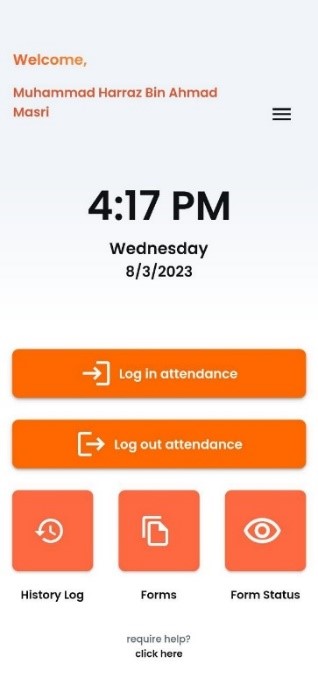 Welcome,
Muhammad Harraz Bin Ahmad
Masri
4:17 PM
Wednesday
8/3/2023
Log in attendance
Log out attendance
History Log
Forms
Form Status
require help?
click here